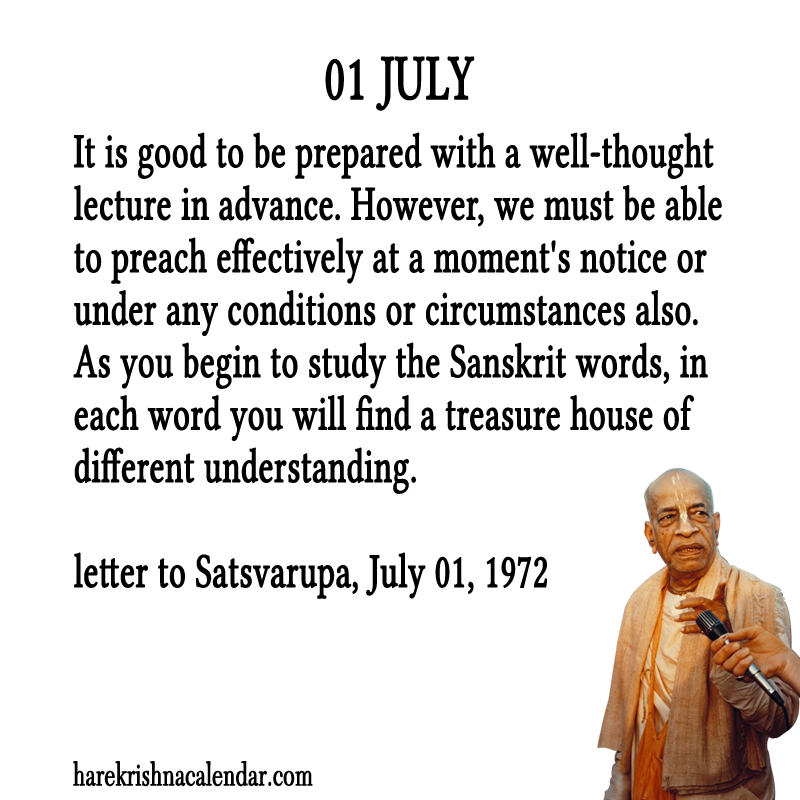 01 JULY
It is good to be prepared with a well-thought
lecture in advance. However, we must be able
to preach effectively at a moment's notice or
under any conditions or circumstances also.
As you begin to study the Sanskrit words, in
each word you will find a treasure house of
different understanding.
letter to Satsvarupa, July 01, 1972
harekrishnacalendar.com